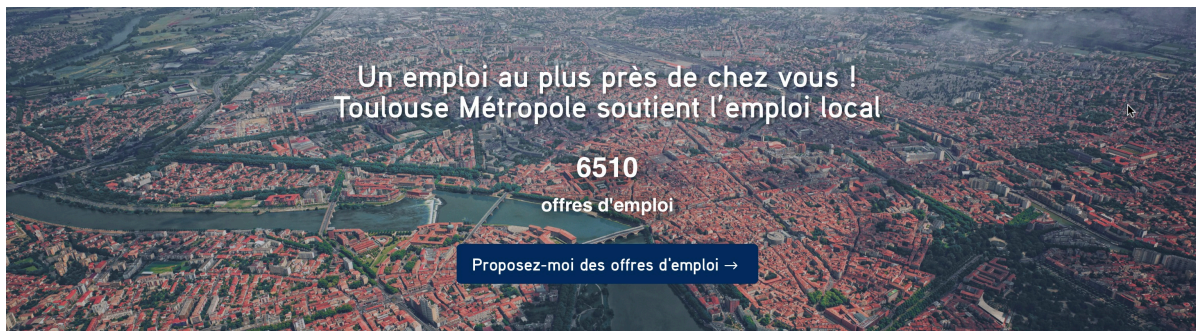 Un emploi au plus près de chez vous !
Toulouse Métropole soutient l'emploi local
6510
offres d'emploi
Proposez-moi des offres d'emploi →